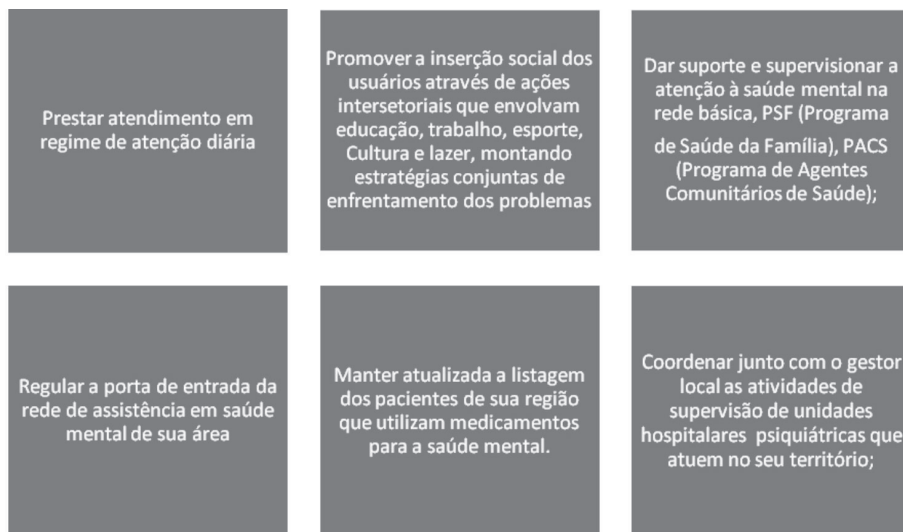 Prestar atendimento em
regime de atenção diária
Promover a inserção social dos
usuários através de ações
intersetoriais que envolvam
educação, trabalho, esporte,
Cultura e lazer, montando
estratégias conjuntas de
enfrentamento dos problemas
Dar suporte e supervisionar a
atenção à saúde mental na
rede básica, PSF (Programa
de Saúde da Família), PACS
(Programa de Agentes
Comunitários de Saúde);
Regular a porta de entrada da
rede de assistência em saúde
mental de sua área
Manter atualizada a listagem
dos pacientes de sua região
que utilizam medicamentos
para a saúde mental.
Coordenar junto com o gestor
local as atividades de
supervisão de unidades
hospitalares psiquiátricas que
atuem no seu território;